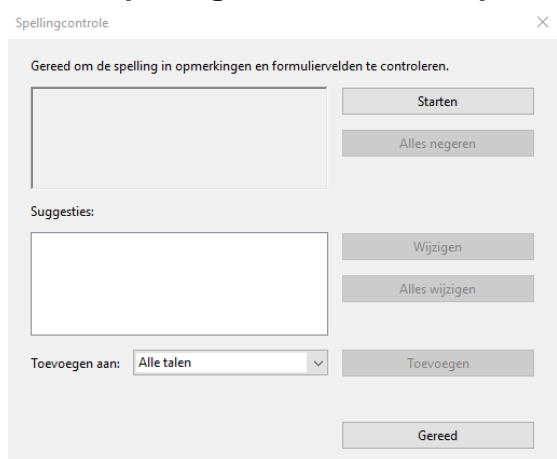 Spellingcontrole
Gereed om de spelling in opmerkingen en formuliervelden te controleren.
Starten
Alles negeren
Suggesties:
Wijzigen
Alles wijzigen
Toevoegen aan: Alle talen Toevoegen
Gereed